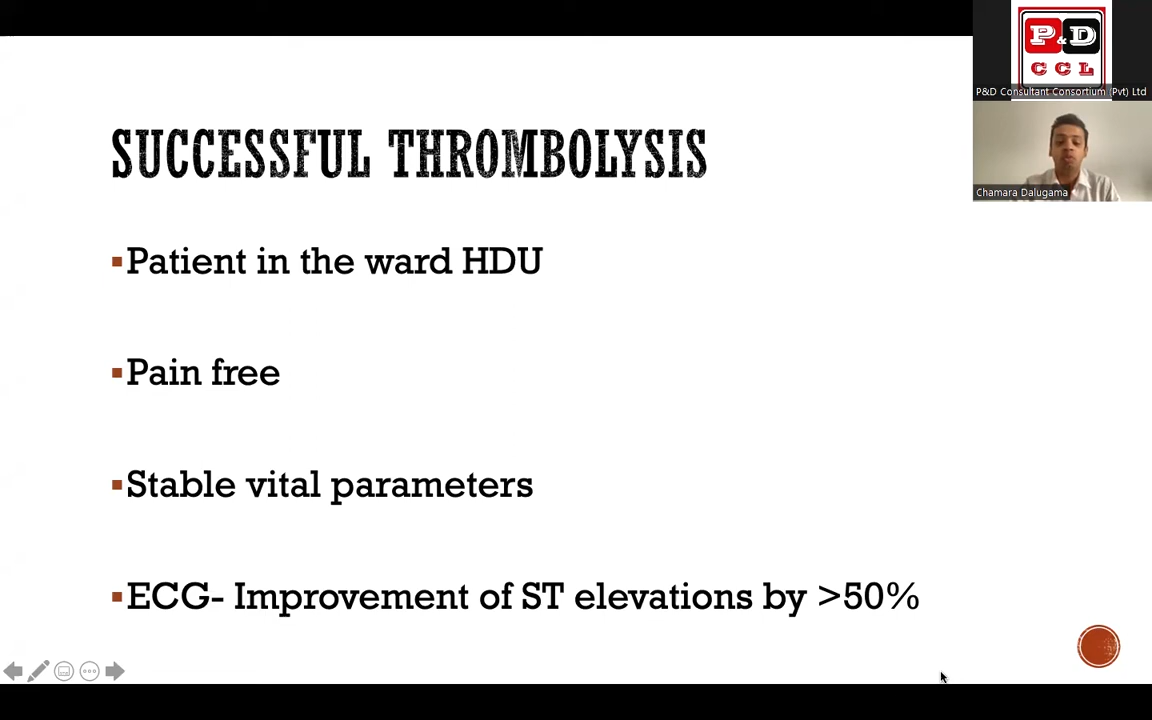 P&D
CCL
P&D Consultant Consortium (Pvt) Ltd
Chamara Dalugama
SUCCESSFUL THROMBOLYSIS
▪Patient in the ward HDU
▪Pain free
▪Stable vital parameters
▪ECG- Improvement of ST elevations by >50%